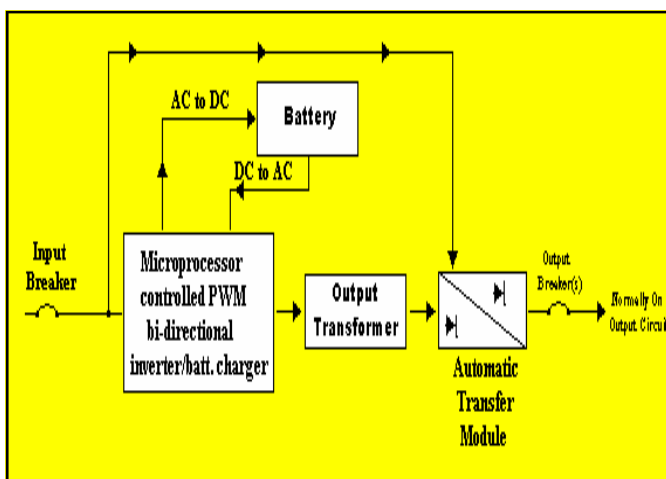 AC to DC
Battery
DC to AC
Input
Breaker
Microprocessor
controlled PWM
bi-directional
inverter/batt. charger
Output
Transformer
Output
Breaker(s)
Normally On
Output Circuit
Automatic
Transfer
Module